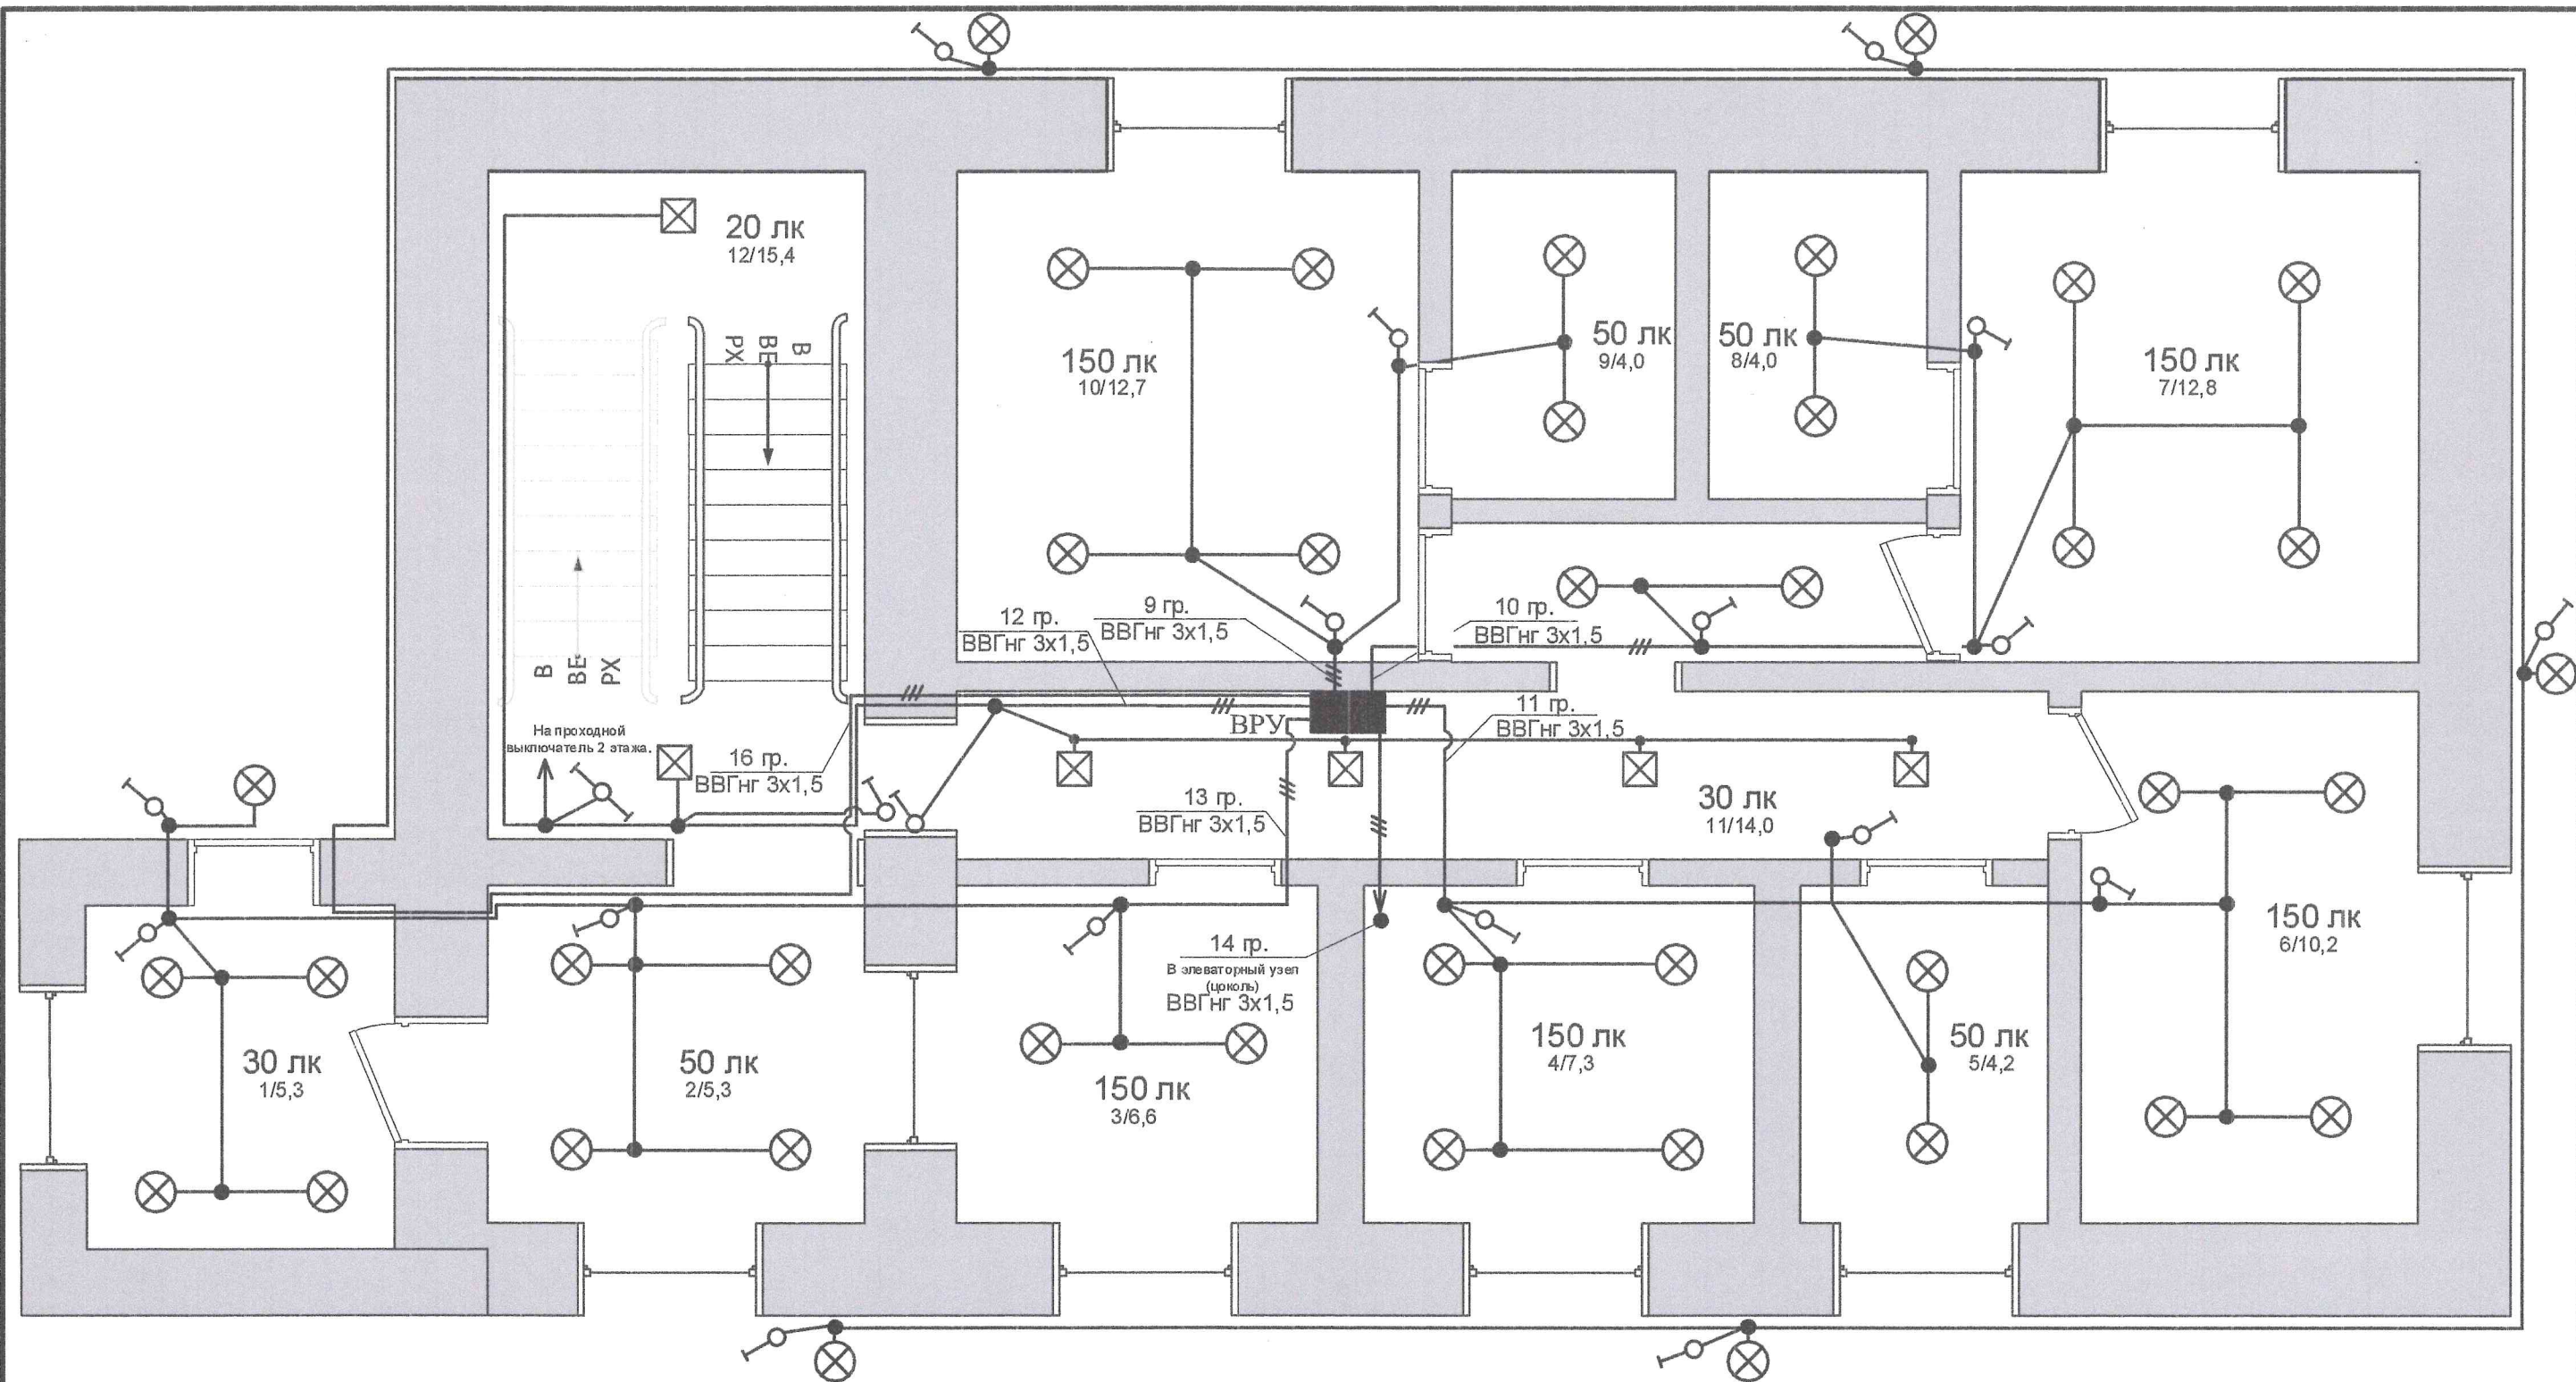 20 лк
12/15,4
В
ВЕ
РХ
150 лк
10/12,7
50 лк
9/4,0
50 лк
8/4,0
150 лк
7/12,8
В
ВЕ
РХ
12 гр.
ВВГнг 3х1,5
9 гр.
ВВГнг 3х1,5
10 гр.
ВВГнг 3х1,5
На проходной
выключатель 2 этажа.
16 гр.
ВВГнг 3х1,5
ВРУ
11 гр.
ВВГнг 3х1,5
13 гр.
ВВГнг 3х1,5
30 лк
11/14,0
14 гр.
В элеваторный узел
(цоколь)
ВВГнг 3х1,5
30 лк
1/5,3
50 лк
2/5,3
150 лк
3/6,6
150 лк
4/7,3
50 лк
5/4,2
150 лк
6/10,2